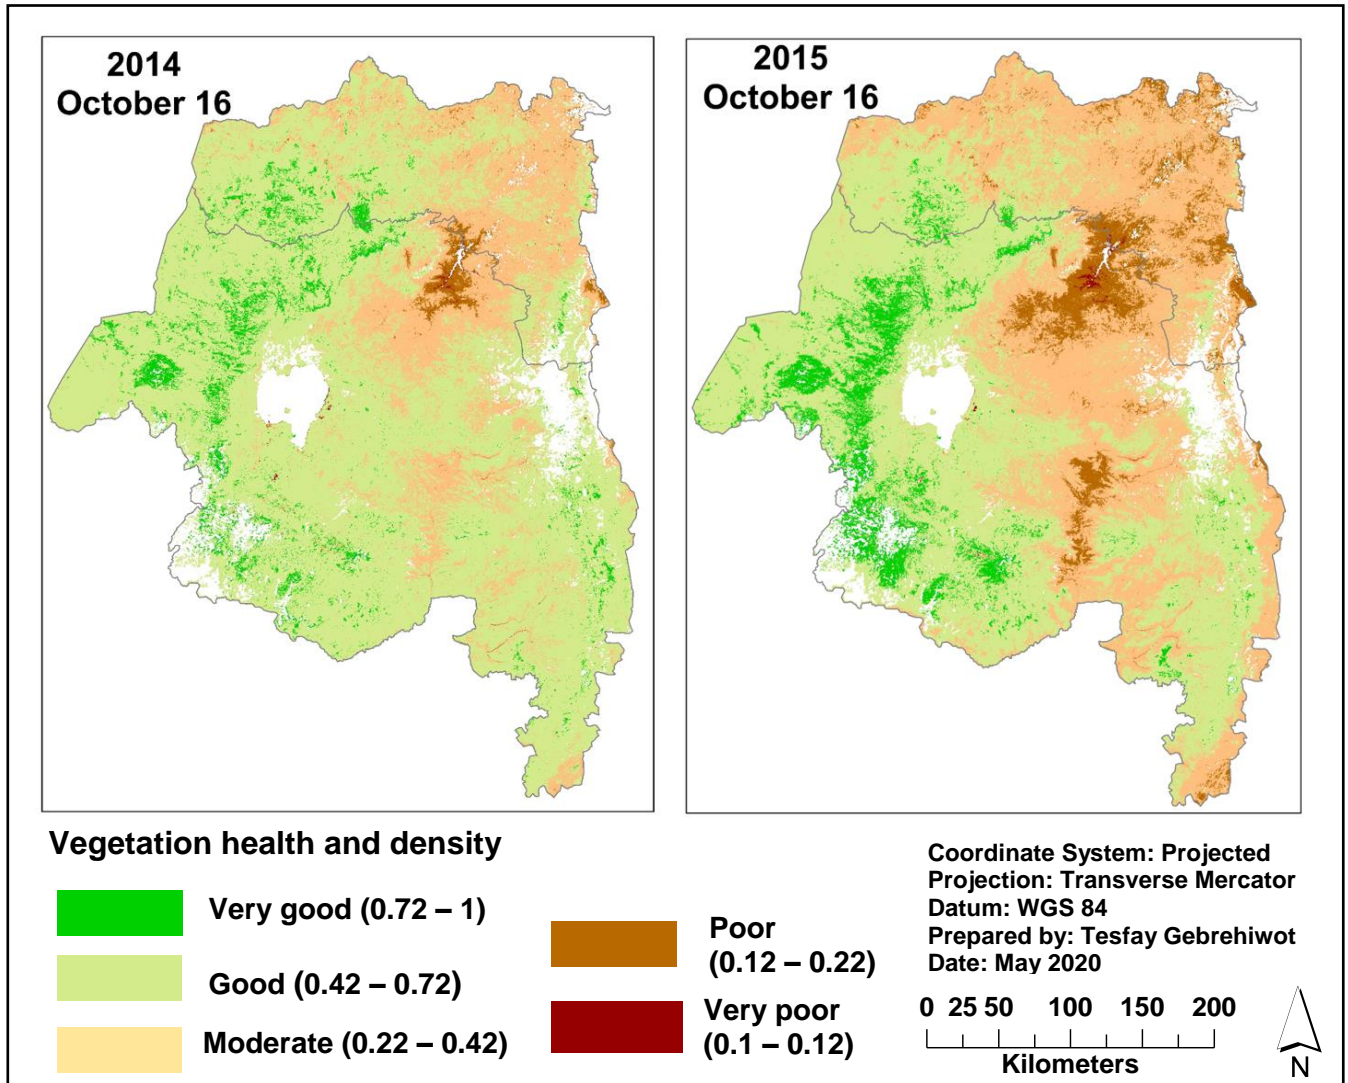 2014
October 16
2015
October 16
Vegetation health and density
Very good (0.72 – 1)
Good (0.42 – 0.72)
Moderate (0.22 – 0.42)
Poor
(0.12 – 0.22)
Very poor
(0.1 – 0.12)
Coordinate System: Projected
Projection: Transverse Mercator
Datum: WGS 84
Prepared by: Tesfay Gebrehiwot
Date: May 2020
0 25 50 100 150 200
Kilometers
N